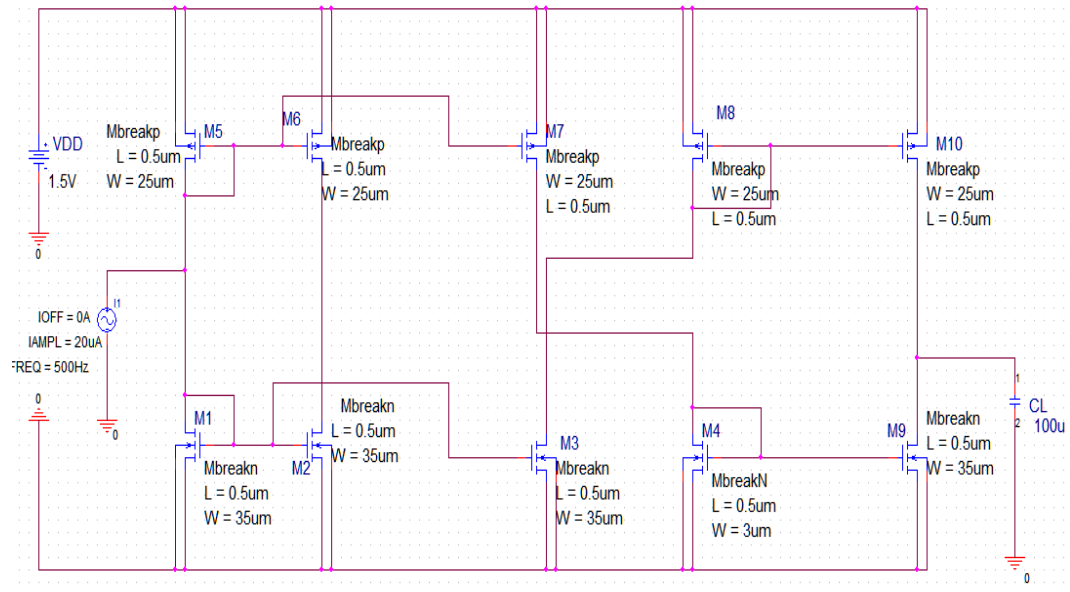 M8
M5
M6
M7
M10
Mbreakp
L = 0.5um
W = 25um
VDD
1.5V
Mbreakp
L = 0.5um
W = 25um
Mbreakp
W = 25um
L = 0.5um
Mbreakp
W = 25um
L = 0.5um
Mbreakp
W = 25um
L = 0.5um
0
I1
IOFF = 0A
IAMPL = 20uA
FREQ = 500Hz
0
0
M1
Mbreakn
L = 0.5um
W = 35um
Mbreakn
L = 0.5um
W = 35um
M2
M3
Mbreakn
L = 0.5um
W = 35um
M4
MbreakN
L = 0.5um
W = 3um
M9
Mbreakn
L = 0.5um
W = 35um
1
CL
2
100u
0